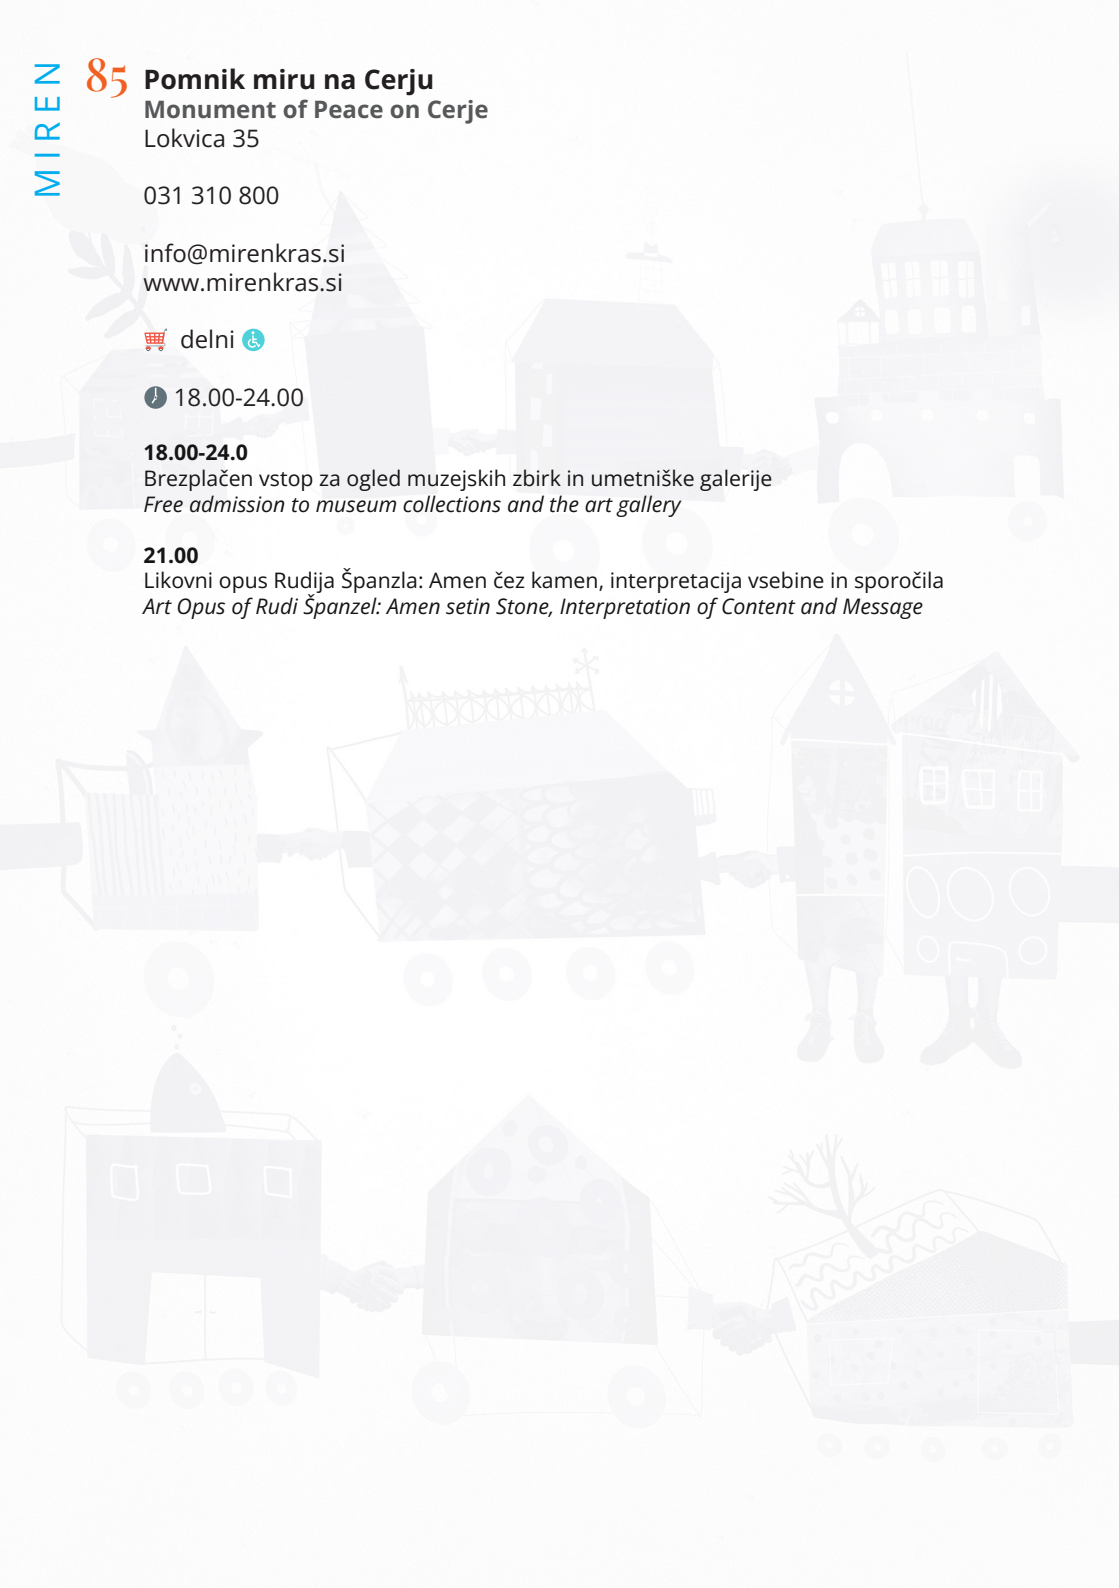 MIREN
85 Pomnik miru na Cerju
Monument of Peace on Cerje
Lokvica 35
031 310 800
info@mirenkras.si
www.mirenkras.si
delni
18.00-24.00
18.00-24.0
Brezplačen vstop za ogled muzejskih zbirk in umetniške galerije
Free admission to museum collections and the art gallery
21.00
Likovni opus Rudija Španzla: Amen čez kamen, interpretacija vsebine in sporočila
Art Opus of Rudi Španzel: Amen setin Stone, Interpretation of Content and Message